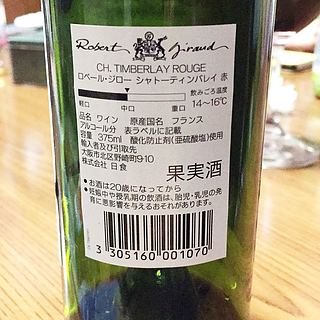 Robert Giraud
CH. TIMBERLAY ROUGE
ロベール・ジロー シャトーティンバレイ 赤
飲みごろ温度
軽口 中口 重口 14～16℃
品名 ワイン 原産国名 フランス
アルコール分 表ラベルに記載
容量 375ml 酸化防止剤(亜硫酸塩)使用
輸入者及び引取先
大阪市北区野崎町9-10
株式会社 日食
果実酒
●お酒は20歳になってから
●妊娠中や授乳期の飲酒は、胎児・乳児の発
育に悪影響を与えるおそれがあります。
3 305160 001070